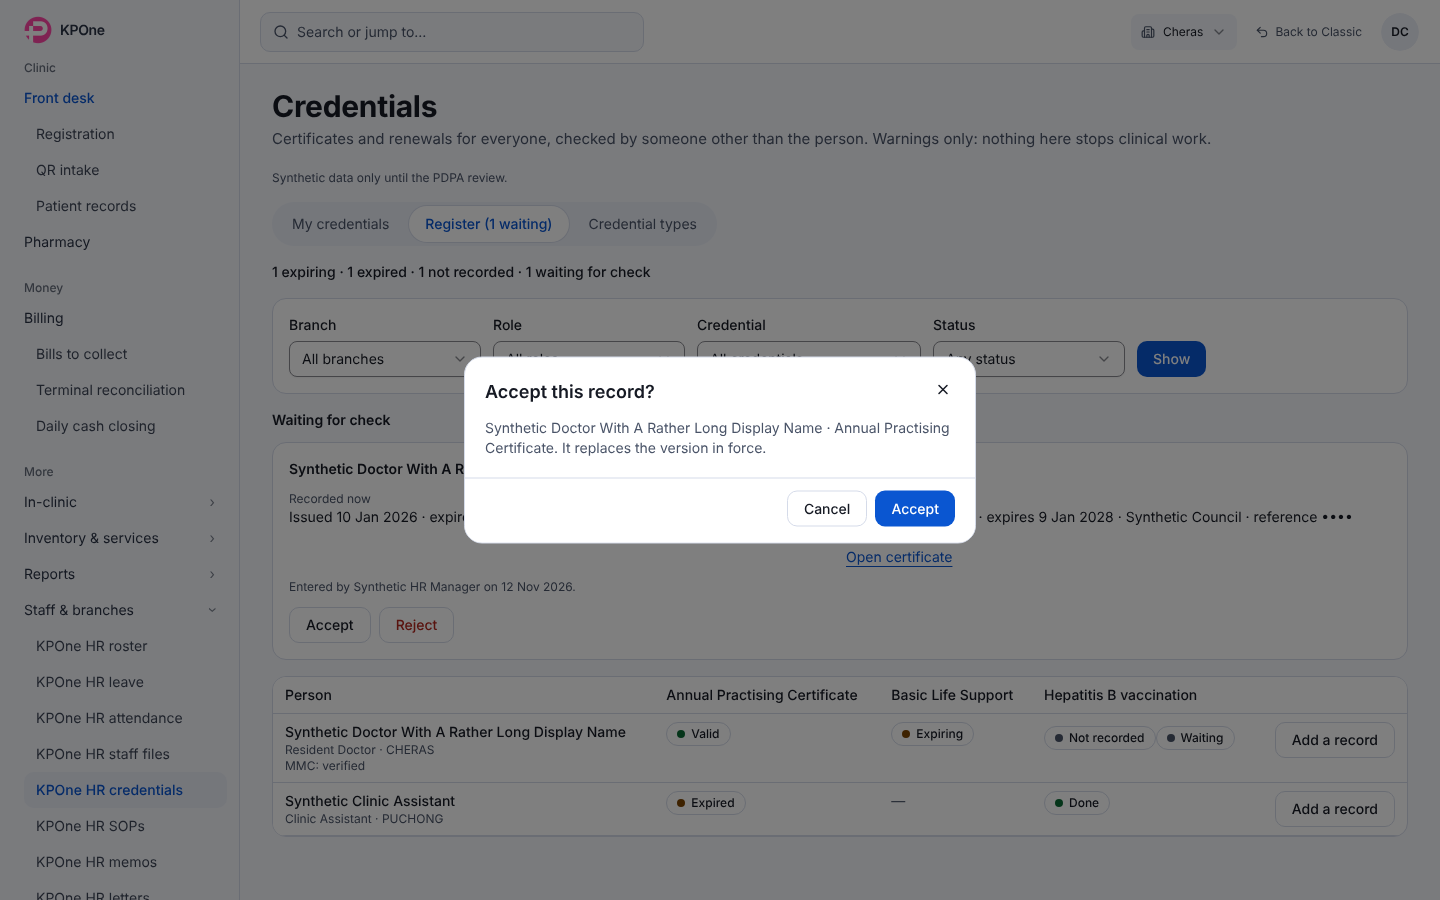 KPOne
Search or jump to...
Cheras
Back to Classic
DC
Clinic
Front desk
Registration
QR intake
Patient records
Pharmacy
Money
Billing
Bills to collect
Terminal reconciliation
Daily cash closing
More
In-clinic
Inventory & services
Reports
Staff & branches
KPOne HR roster
KPOne HR leave
KPOne HR attendance
KPOne HR staff files
KPOne HR credentials
KPOne HR SOPs
KPOne HR memos
KPOne HR letters
Credentials
Certificates and renewals for everyone, checked by someone other than the person. Warnings only: nothing here stops clinical work.
Synthetic data only until the PDPA review.
My credentials
Register (1 waiting)
Credential types
1 expiring · 1 expired · 1 not recorded · 1 waiting for check
Branch
Role
Credential
Status
All branches
Any status
Show
Accept this record?
Synthetic Doctor With A Rather Long Display Name · Annual Practising
Certificate. It replaces the version in force.
Cancel
Accept
Waiting for check
Synthetic Doctor With A R
Recorded now
Issued 10 Jan 2026 · expire
· expires 9 Jan 2028 · Synthetic Council · reference ••••
Open certificate
Entered by Synthetic HR Manager on 12 Nov 2026.
Accept
Reject
Person
Annual Practising Certificate
Basic Life Support
Hepatitis B vaccination
Synthetic Doctor With A Rather Long Display Name
Resident Doctor · CHERAS
MMC: verified
Valid
Expiring
Not recorded
Waiting
Add a record
Synthetic Clinic Assistant
Clinic Assistant · PUCHONG
Expired
—
Done
Add a record